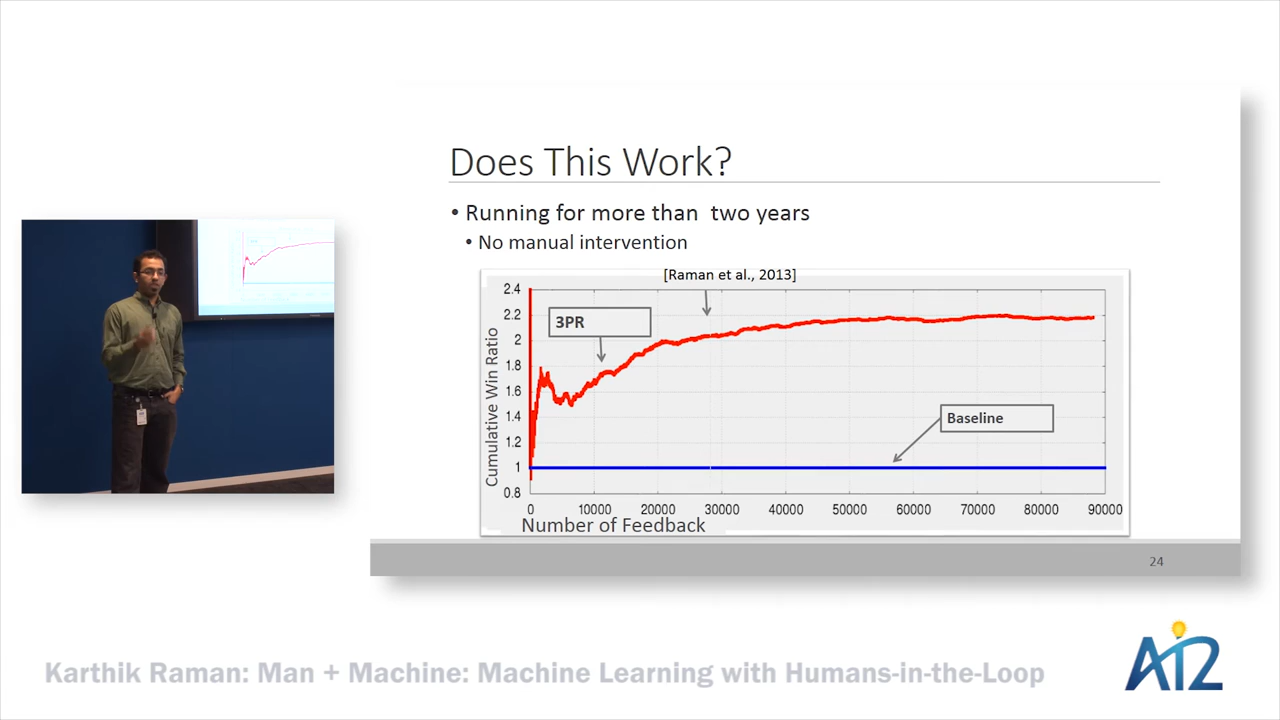 Does This Work?
• Running for more than two years
• No manual intervention
[Raman et al., 2013]
2.4
2.2
2
1.8
1.6
1.4
1.2
1
0.8
Cumulative Win Ratio
3PR
Baseline
0 10000 20000 30000 40000 50000 60000 70000 80000 90000
Number of Feedback
24
Karthik Raman: Man + Machine: Machine Learning with Humans-in-the-Loop
Ai2